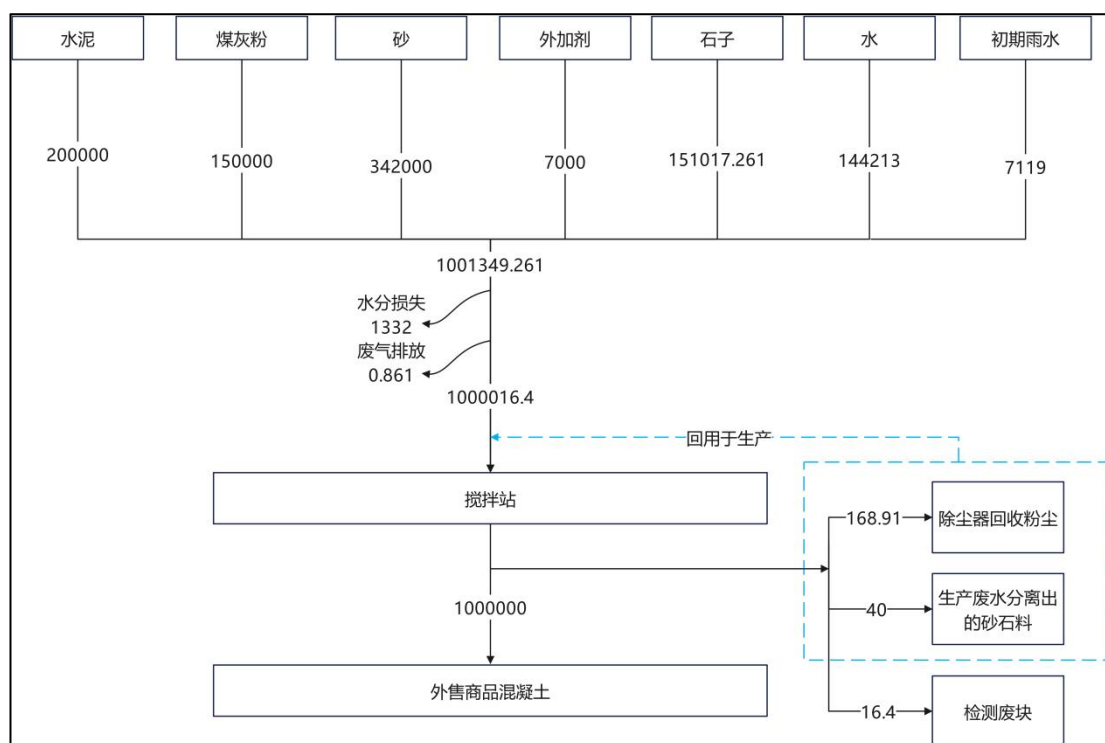 水泥
煤灰粉
砂
外加剂
石子
水
初期雨水
200000
150000
342000
7000
151017.261
144213
7119
1001349.261
水分损失
1332
废气排放
0.861
1000016.4
回用于生产
搅拌站
168.91
除尘器回收粉尘
1000000
40
生产废水分离出
的砂石料
外售商品混凝土
16.4
检测废块